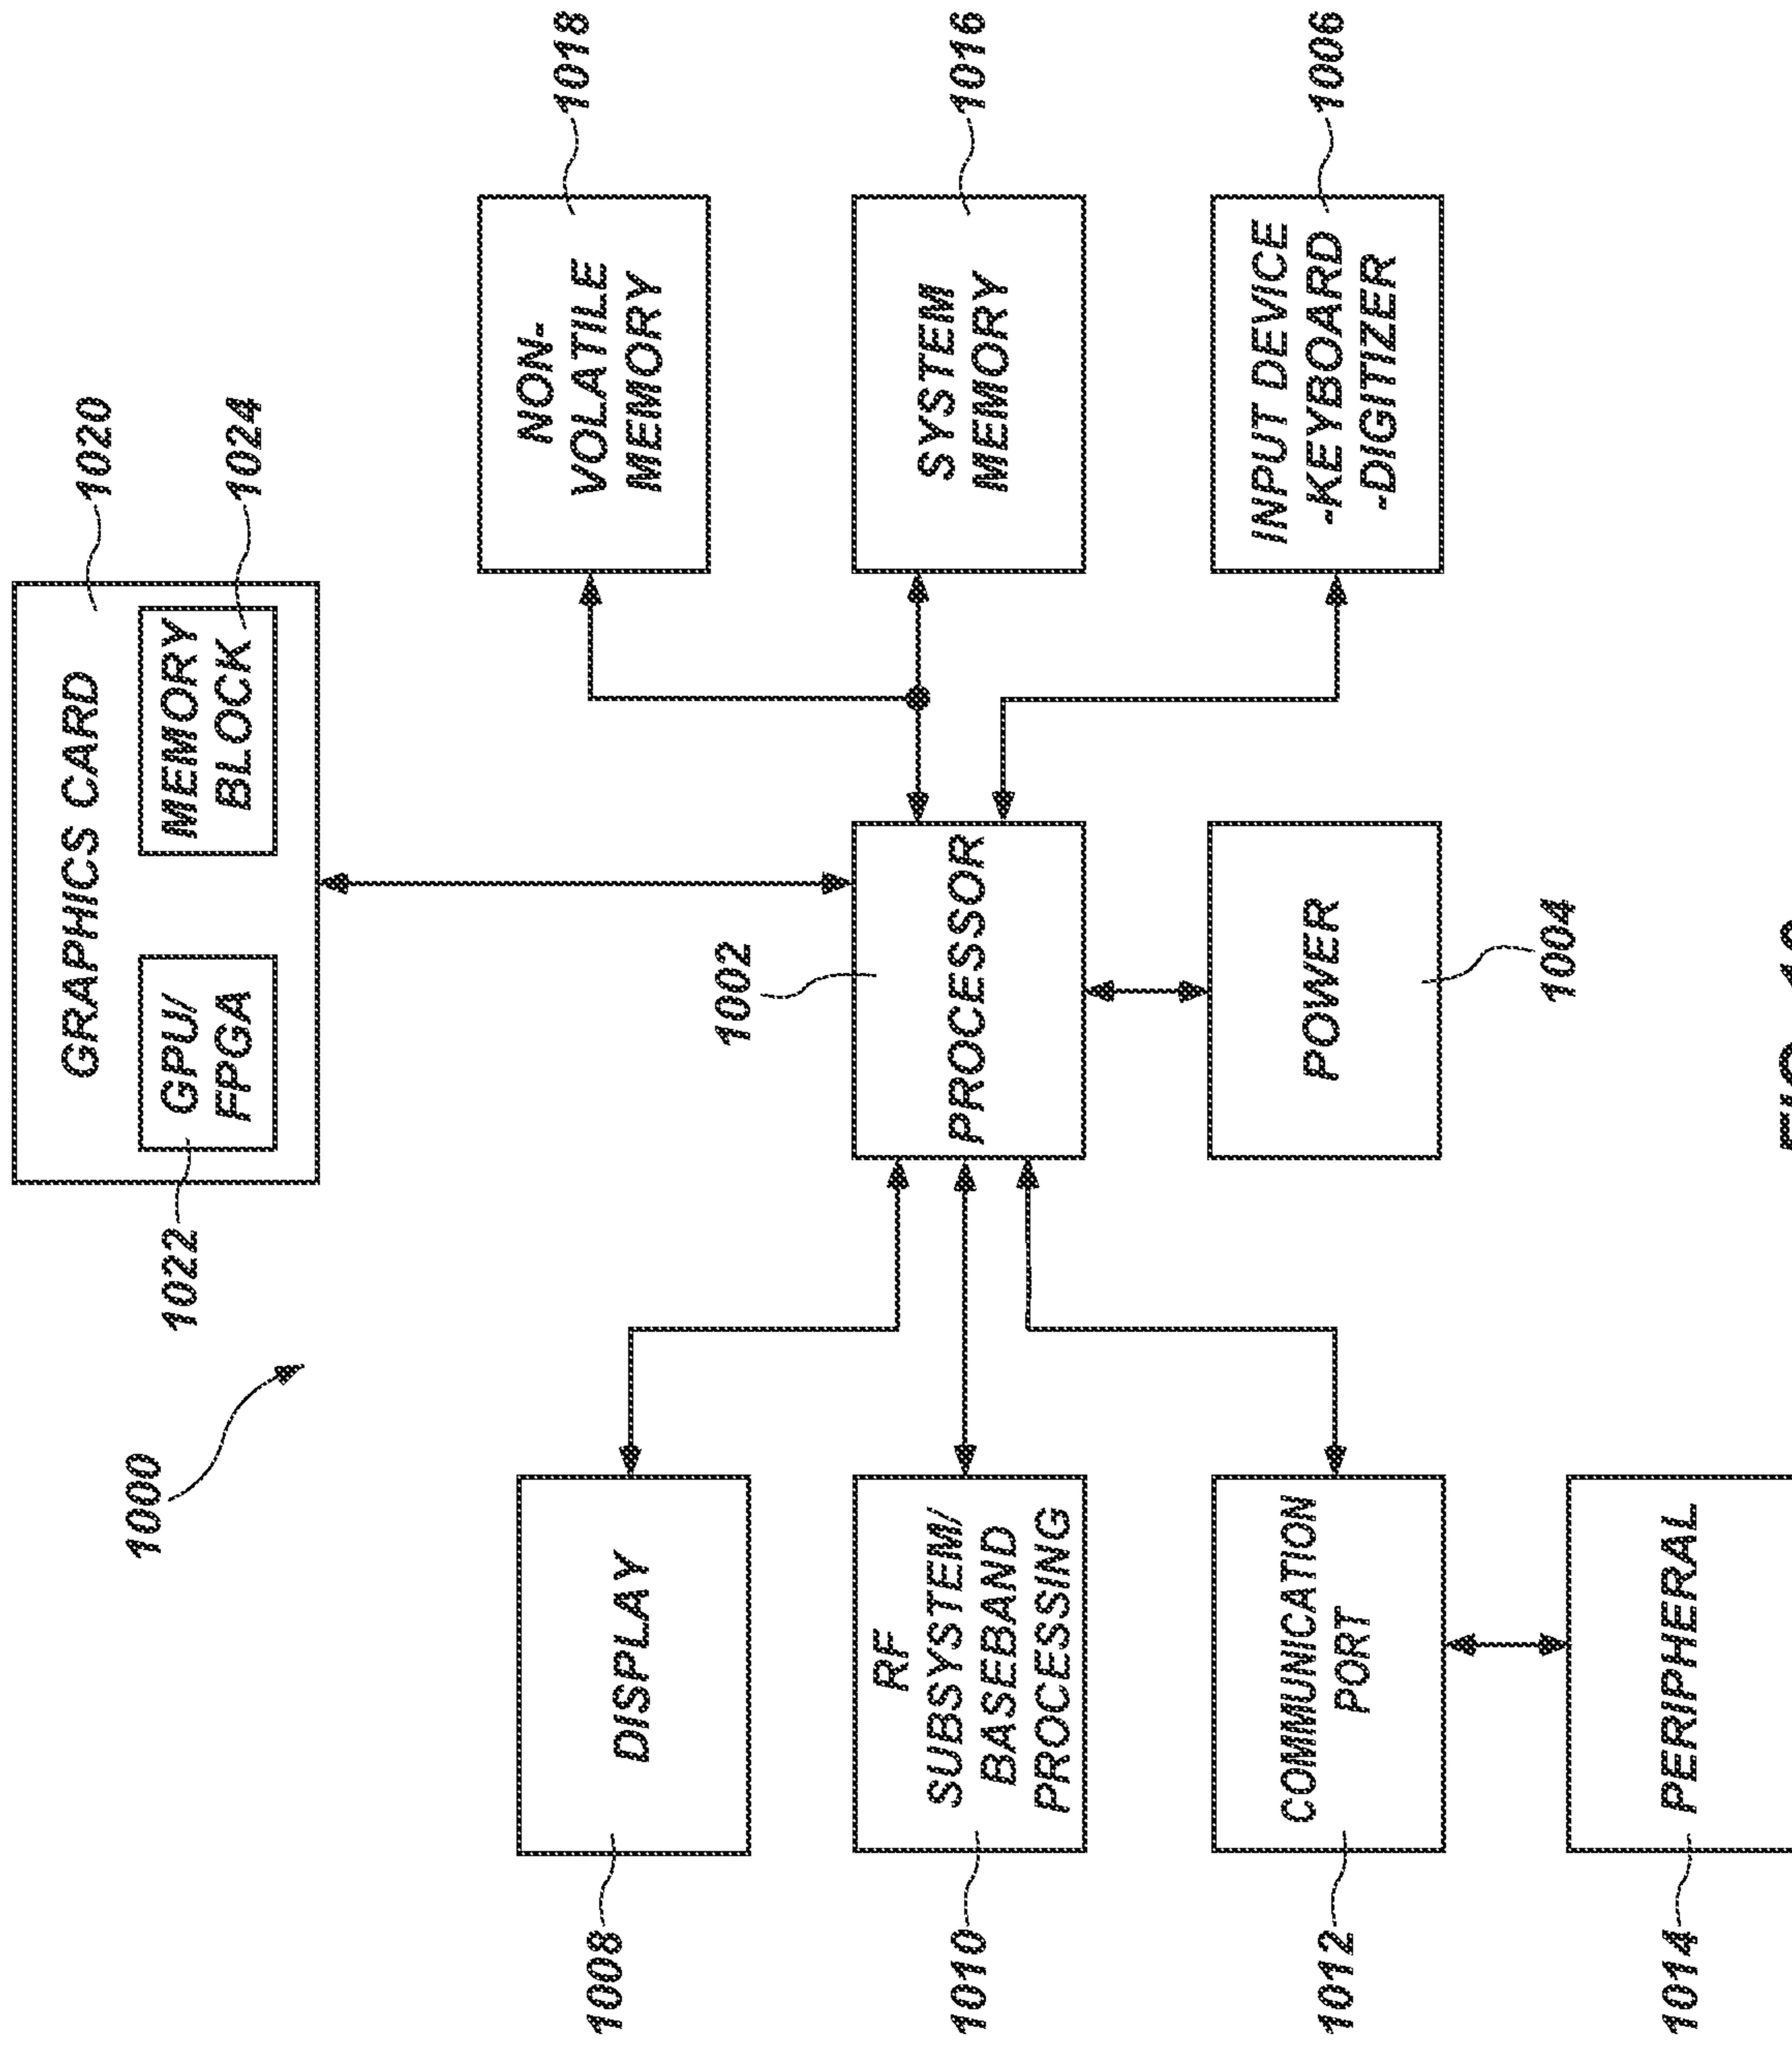 1000
GRAPHICS CARD
1020
GPU/
FPGA
1022
MEMORY
BLOCK
1024
DISPLAY
1008
NON-
VOLATILE
MEMORY
1018
1002
PROCESSOR
RF
SUBSYSTEM/
BASEBAND
PROCESSING
1010
SYSTEM
MEMORY
1016
COMMUNICATION
PORT
1012
POWER
1004
INPUT DEVICE
-KEYBOARD
-DIGITIZER
1006
PERIPHERAL
1014